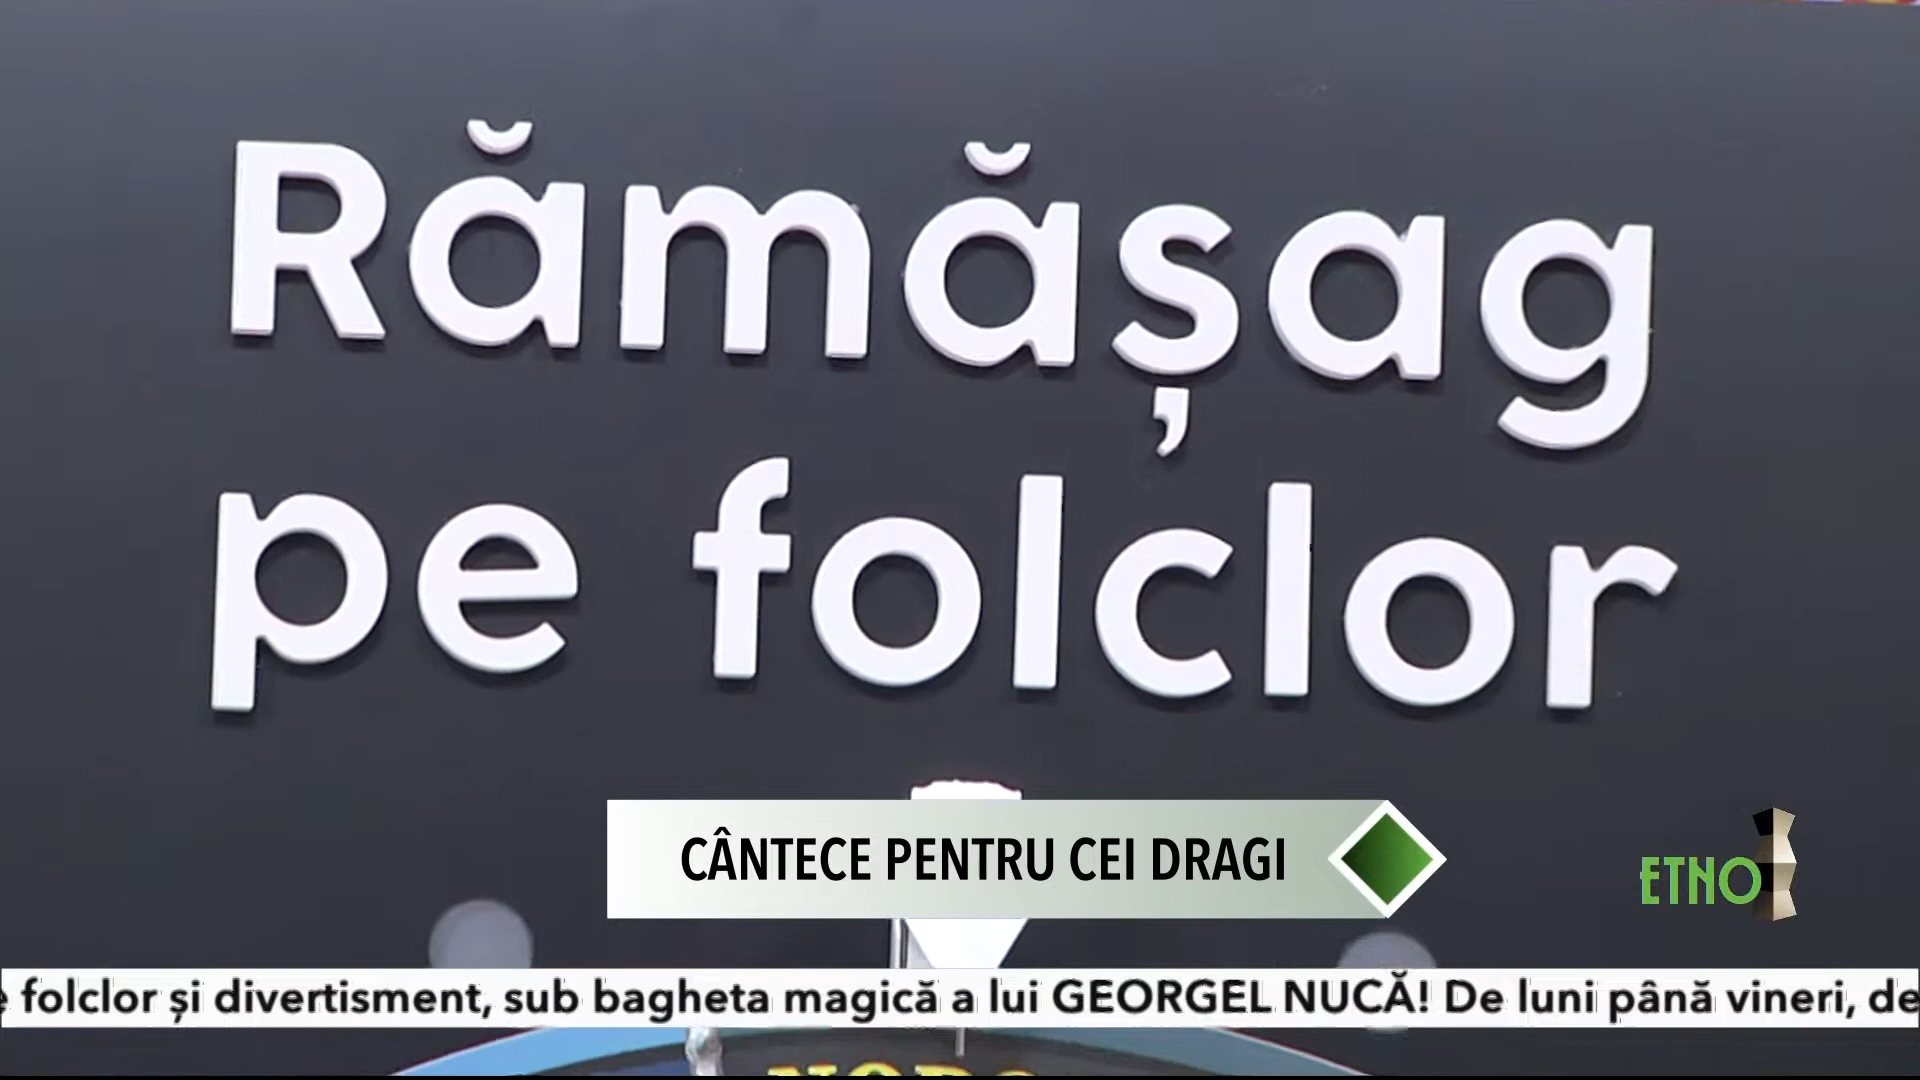 Rămășag
pe folclor
CÂNTECE PENTRU CEI DRAGI
ETNO
folclor și divertisment, sub bagheta magică a lui GEORGEL NUCĂ! De luni până vineri, de